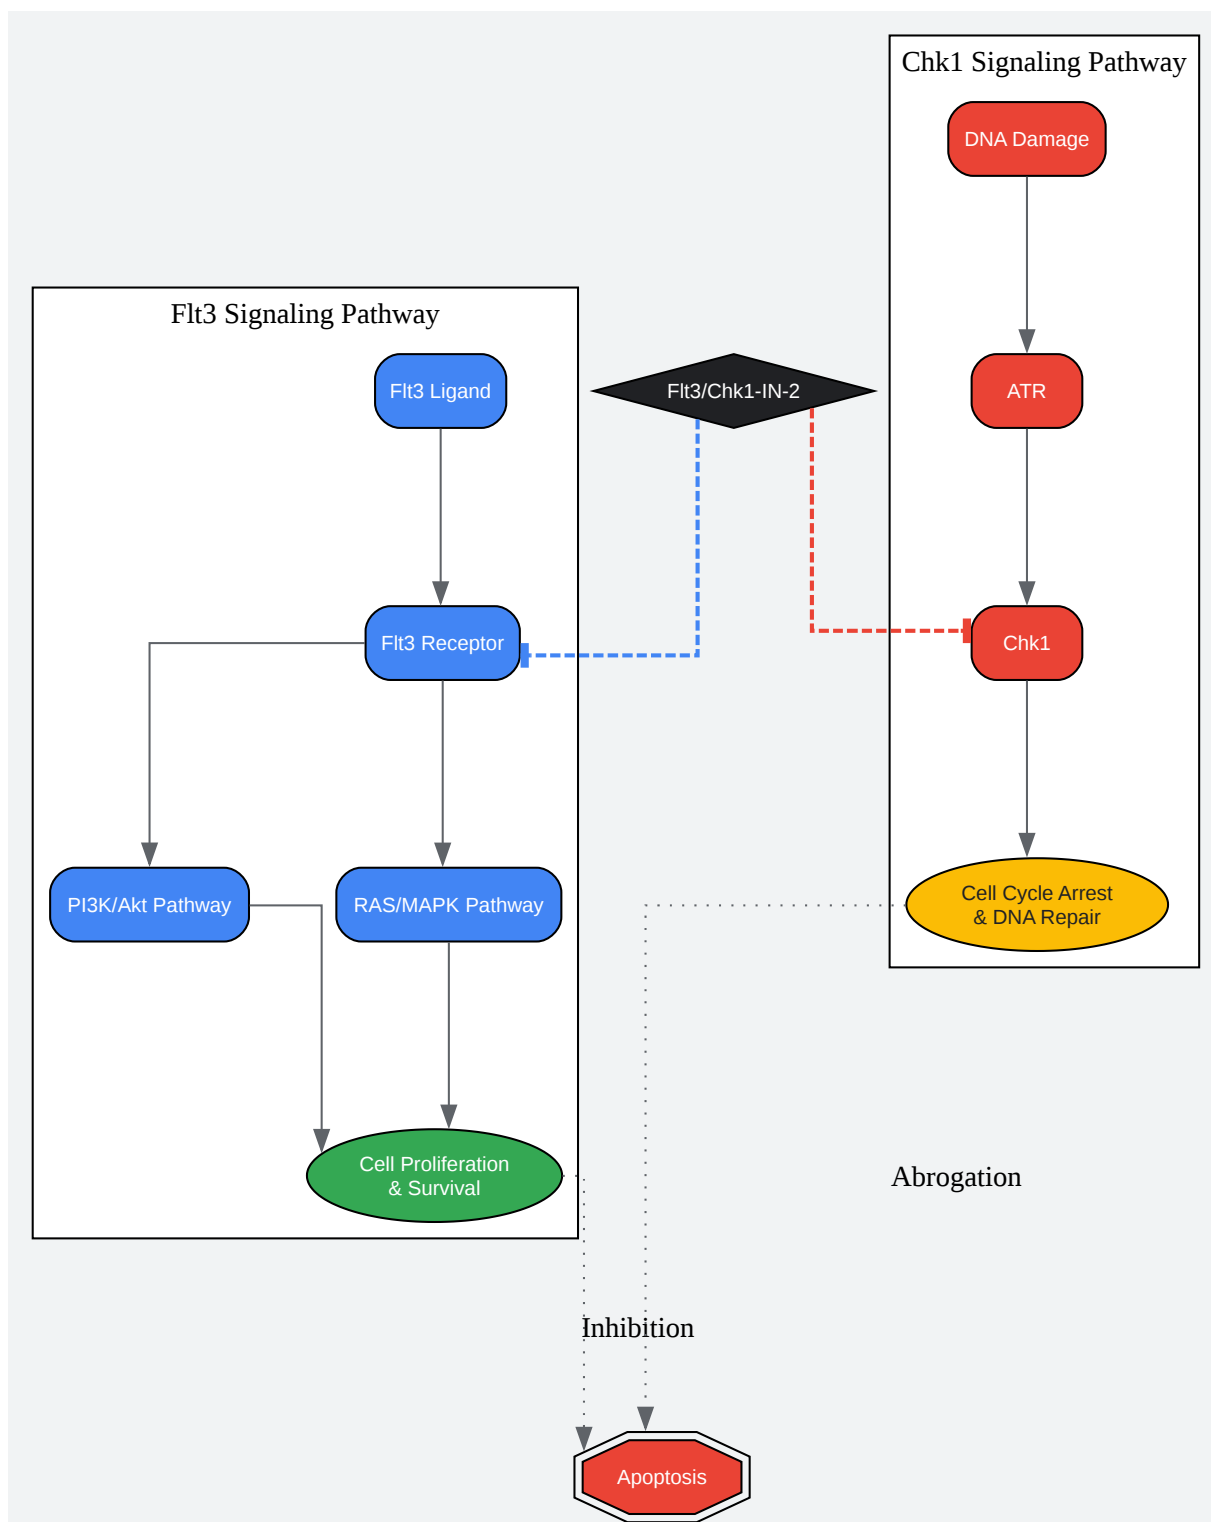 Chk1 Signaling Pathway
DNA Damage
Flt3 Signaling Pathway
Flt3 Ligand
Flt3/Chk1-IN-2
ATR
Flt3 Receptor
Chk1
PI3K/Akt Pathway
RAS/MAPK Pathway
Cell Cycle Arrest
& DNA Repair
Cell Proliferation
& Survival
Abrogation
Inhibition
Apoptosis